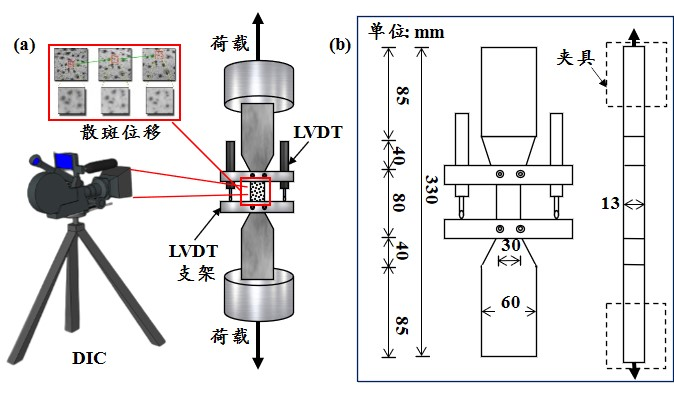 (a)
荷载
散斑位移
LVDT
LVDT
支架
荷载
DIC
(b)
单位: mm
夹具
85
40
80
40
85
330
30
60
13